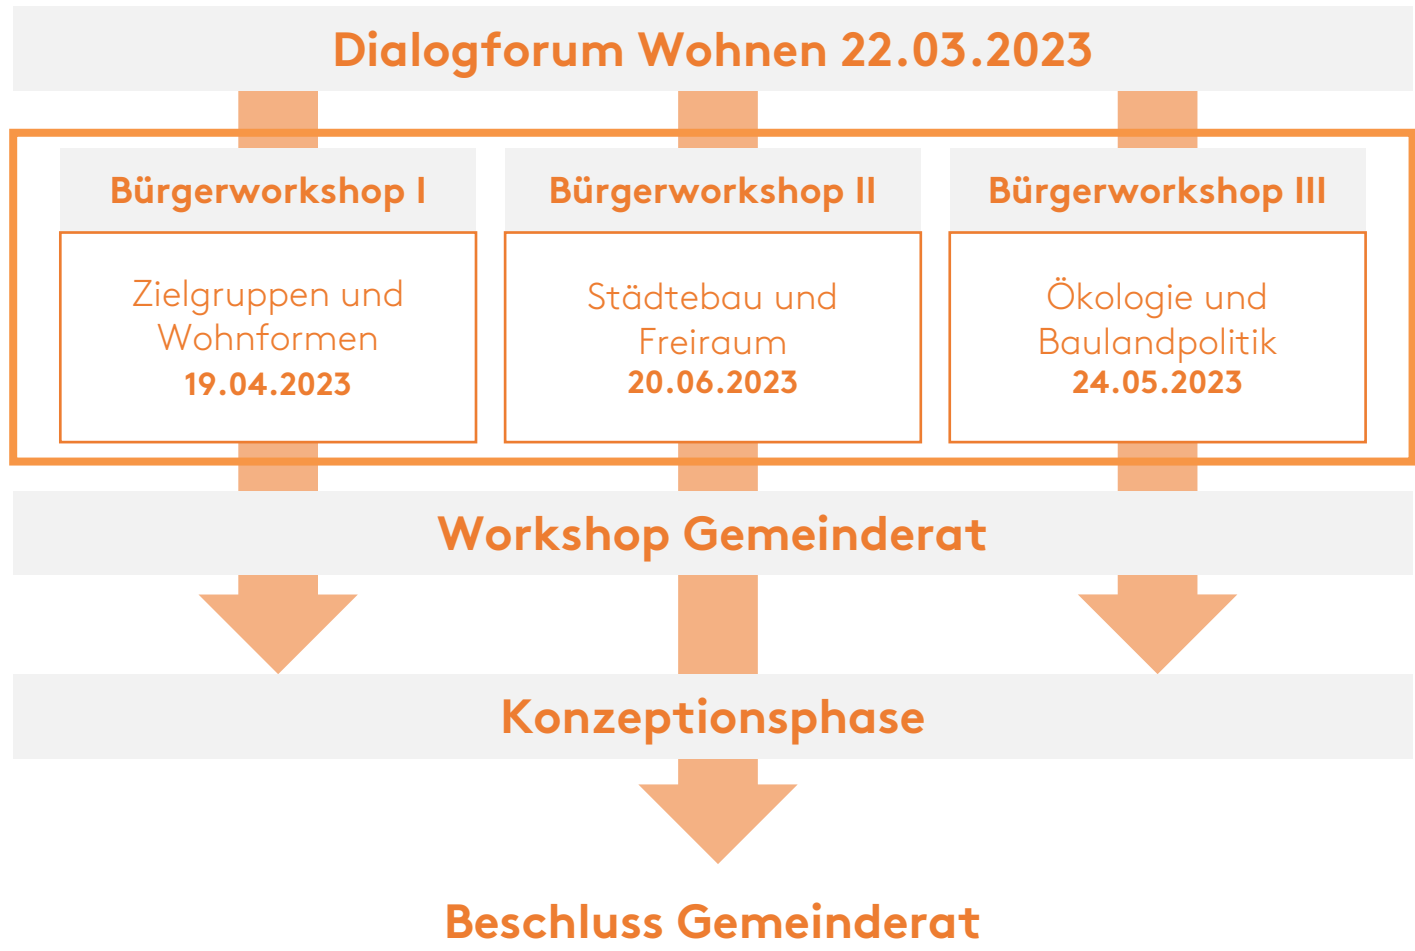 Dialogforum Wohnen 22.03.2023
Bürgerworkshop I
Zielgruppen und
Wohnformen
19.04.2023
Bürgerworkshop II
Städtebau und
Freiraum
20.06.2023
Bürgerworkshop III
Ökologie und
Baulandpolitik
24.05.2023
Workshop Gemeinderat
Konzeptionsphase
Beschluss Gemeinderat